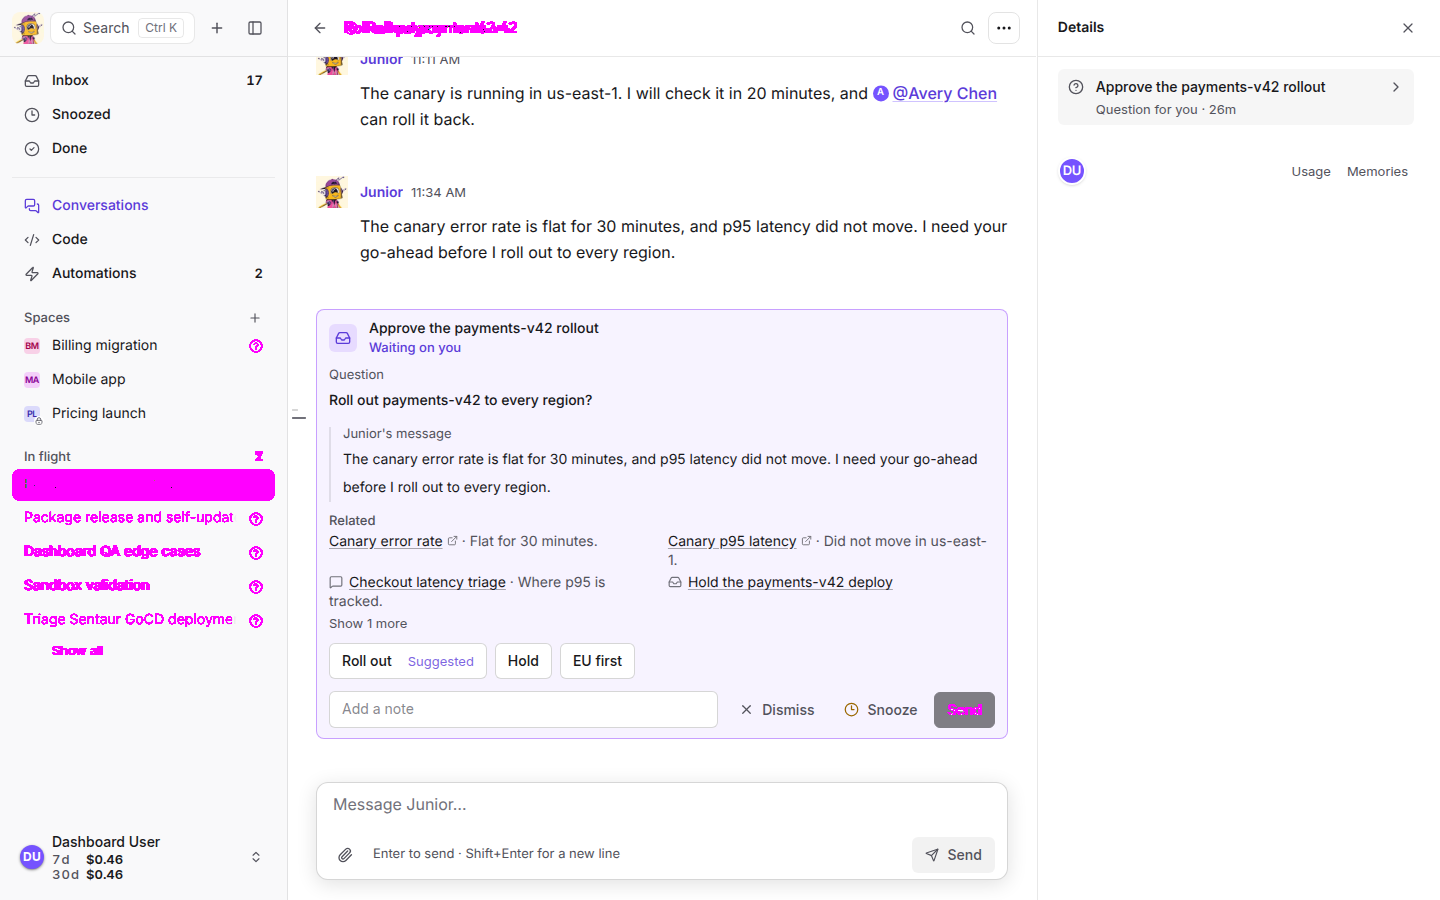 Search Ctrl K
Inbox 17
Snoozed
Done
Conversations
Code
Automations 2
Spaces
BM Billing migration
MA Mobile app
PL Pricing launch
In flight
Package release and self-updat
Dashboard QA edge cases
Sandbox validation
Triage Sentaur GoCD deployme
Show all
DU Dashboard User
7d $0.46
30d $0.46
Junior 11:11 AM
The canary is running in us-east-1. I will check it in 20 minutes, and A @Avery Chen
can roll it back.
Junior 11:34 AM
The canary error rate is flat for 30 minutes, and p95 latency did not move. I need your
go-ahead before I roll out to every region.
Approve the payments-v42 rollout
Waiting on you
Question
Roll out payments-v42 to every region?
Junior's message
The canary error rate is flat for 30 minutes, and p95 latency did not move. I need your go-ahead
before I roll out to every region.
Related
Canary error rate · Flat for 30 minutes.
Canary p95 latency · Did not move in us-east-
1.
Checkout latency triage · Where p95 is
tracked.
Hold the payments-v42 deploy
Show 1 more
Roll out Suggested Hold EU first
Add a note Dismiss Snooze Send
Message Junior...
Enter to send · Shift+Enter for a new line Send
Details
Approve the payments-v42 rollout
Question for you · 26m
DU Usage Memories